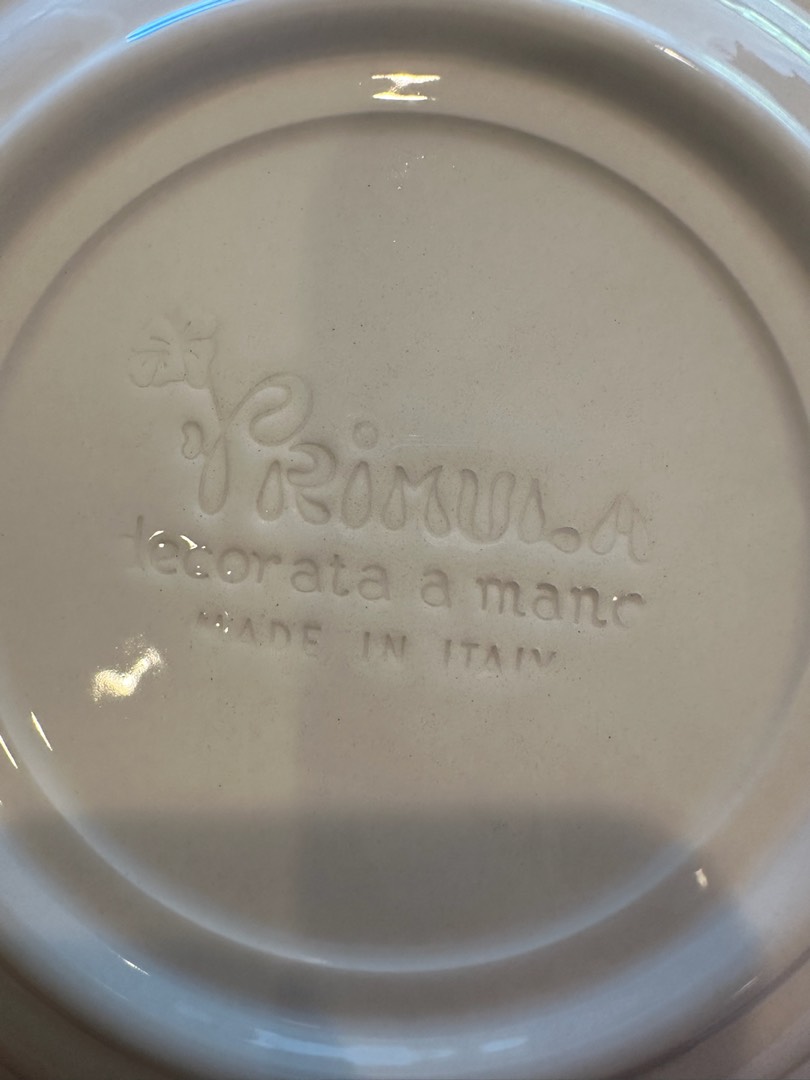 PRiMULA
decorata a mano
MADE IN ITALY